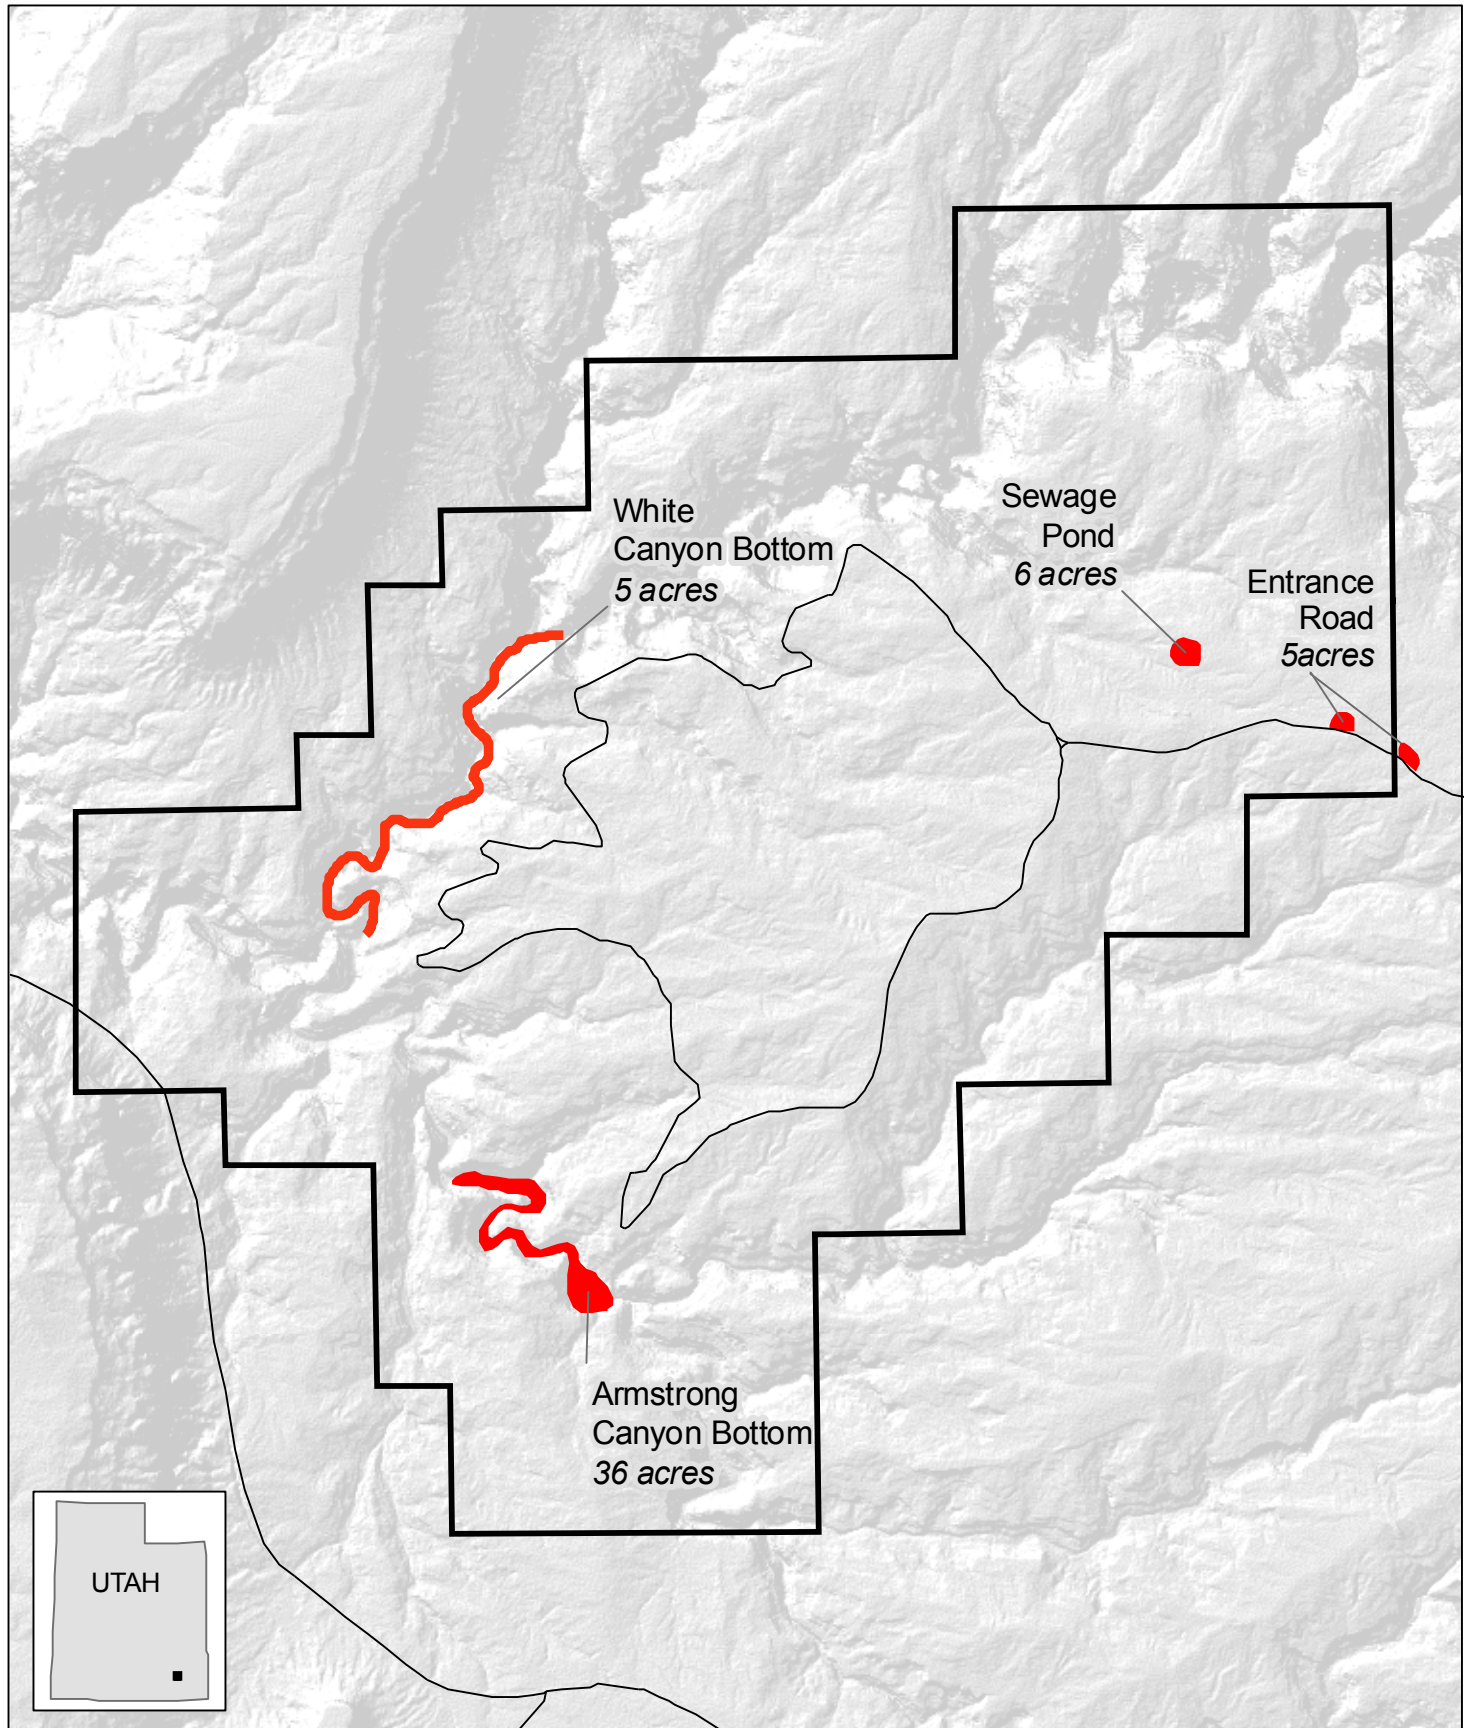 White
Canyon Bottom
5 acres
Sewage
Pond
6 acres
Entrance
Road
5acres
Armstrong
Canyon Bottom
36 acres
UTAH